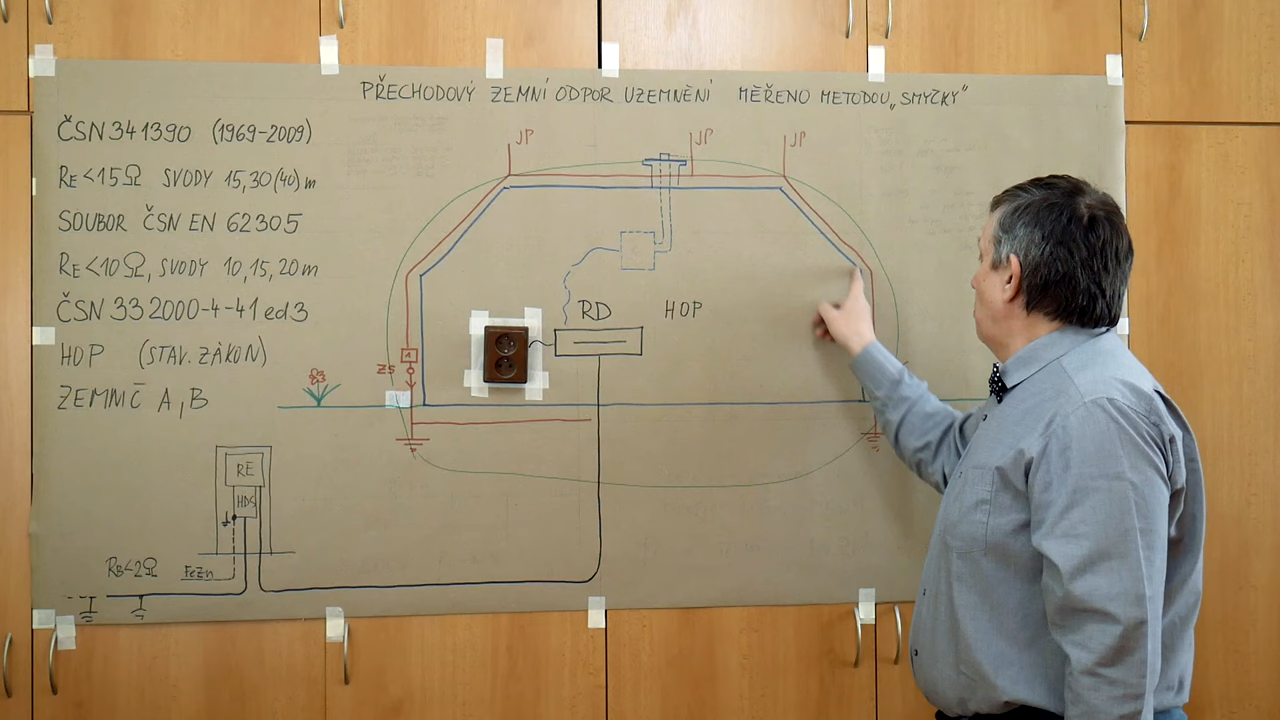 PŘECHODOVÝ ZEMNÍ ODPOR UZEMNĚNÍ MĚŘENO METODOU „SMYČKY“
ČSN 341390 (1969-2009)
RE<15Ω SVODY 15,30(40)m
SOUBOR ČSN EN 62305
RE<10Ω, SVODY 10,15,20m
ČSN 33 2000-4-41 ed3
HOP (STAV. ZÁKON)
ZEMNIČ A, B
JP
JP
JP
RD
HOP
ZS
RE
HDS
RB<2Ω
FeZn